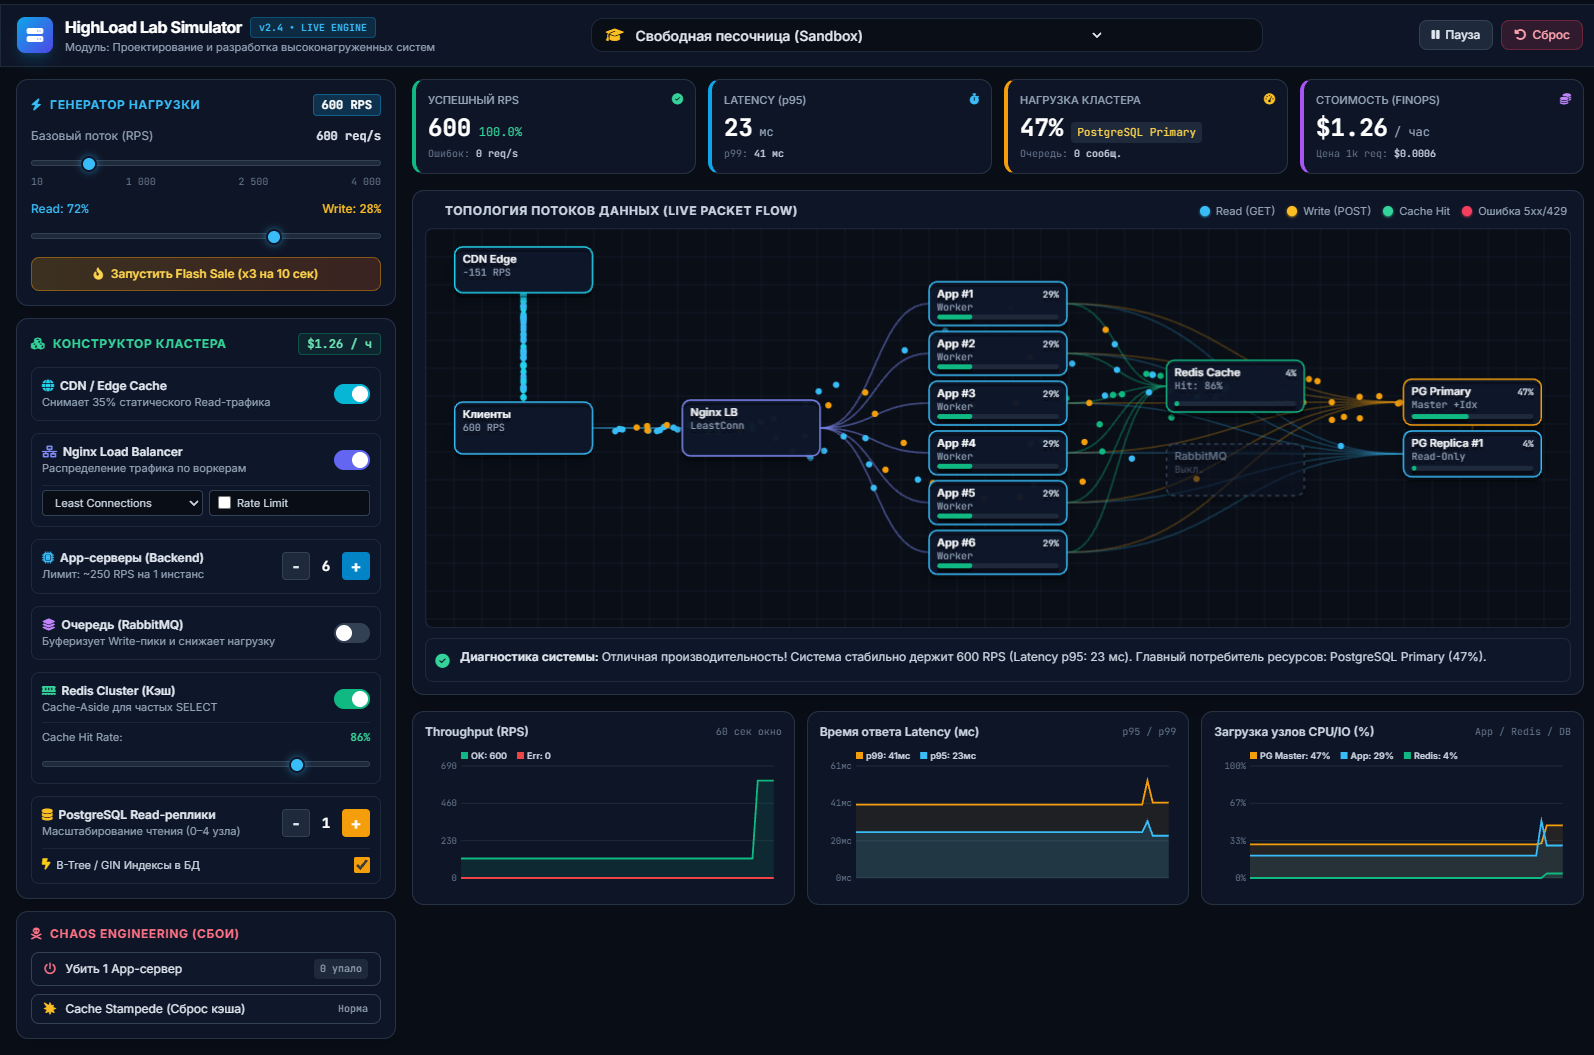 HighLoad Lab Simulator v2.4 • LIVE ENGINE
Модуль: Проектирование и разработка высоконагруженных систем
Свободная песочница (Sandbox)
Пауза
Сброс
ГЕНЕРАТОР НАГРУЗКИ 600 RPS
Базовый поток (RPS) 600 req/s
10 1 000 2 500 4 000
Read: 72% Write: 28%
Запустить Flash Sale (x3 на 10 сек)
КОНСТРУКТОР КЛАСТЕРА $1.26 / ч
CDN / Edge Cache
Снимает 35% статического Read-трафика
Nginx Load Balancer
Распределение трафика по воркерам
Least Connections Rate Limit
App-серверы (Backend)
Лимит: ~250 RPS на 1 инстанс
- 6 +
Очередь (RabbitMQ)
Буферизует Write-пики и снижает нагрузку
Redis Cluster (Кэш)
Cache-Aside для частых SELECT
Cache Hit Rate: 86%
PostgreSQL Read-реплики
Масштабирование чтения (0–4 узла)
- 1 +
B-Tree / GIN Индексы в БД
CHAOS ENGINEERING (СБОИ)
Убить 1 App-сервер 0 упало
Cache Stampede (Сброс кэша) Норма
УСПЕШНЫЙ RPS
600 100.0%
Ошибок: 0 req/s
LATENCY (p95)
23 мс
p99: 41 мс
НАГРУЗКА КЛАСТЕРА
47% PostgreSQL Primary
Очередь: 0 сообщ.
СТОИМОСТЬ (FINOPS)
$1.26 / час
Цена 1k req: $0.0006
ТОПОЛОГИЯ ПОТОКОВ ДАННЫХ (LIVE PACKET FLOW)
Read (GET) Write (POST) Cache Hit Ошибка 5xx/429
CDN Edge
-151 RPS
Клиенты
600 RPS
Nginx LB
LeastConn
App #1 29%
Worker
App #2 29%
Worker
App #3 29%
Worker
App #4 29%
Worker
App #5 29%
Worker
App #6 29%
Worker
Redis Cache 4%
Hit: 86%
RabbitMQ
Выкл.
PG Primary 47%
Master +Idx
PG Replica #1 4%
Read-Only
Диагностика системы: Отличная производительность! Система стабильно держит 600 RPS (Latency p95: 23 мс). Главный потребитель ресурсов: PostgreSQL Primary (47%).
Throughput (RPS) 60 сек окно
OK: 600 Err: 0
690
460
230
0
Время ответа Latency (мс) p95 / p99
p99: 41мс p95: 23мс
61мс
41мс
20мс
0мс
Загрузка узлов CPU/IO (%) App / Redis / DB
PG Master: 47% App: 29% Redis: 4%
100%
67%
33%
0%